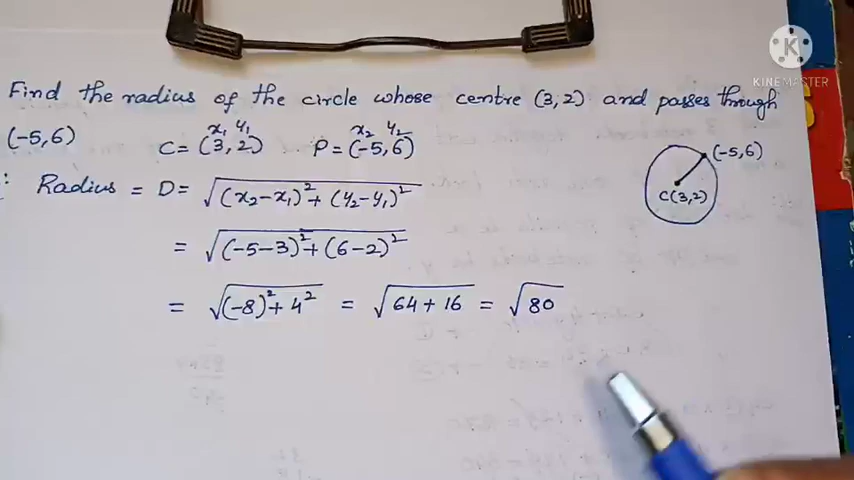 KINEMASTER
Find the radius of the circle whose centre (3,2) and passes through
(-5,6) C = (3, 2) P = (-5, 6)
x₁ y₁ x₂ y₂
(-5,6)
C(3,2)
: Radius = D = √((x₂-x₁)² + (y₂-y₁)²)
= √((-5-3)² + (6-2)²)
= √((-8)² + 4²) = √(64 + 16) = √80